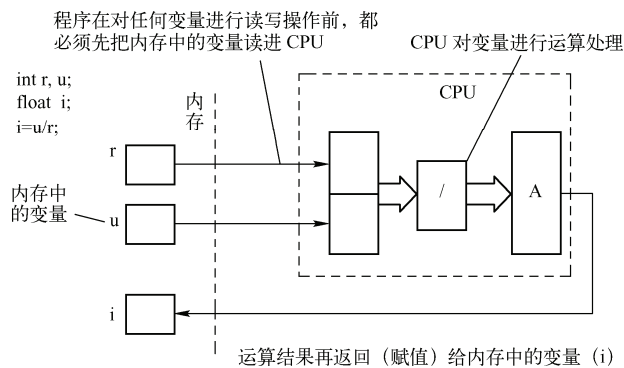 程序在对任何变量进行读写操作前，都
必须先把内存中的变量读进 CPU
CPU 对变量进行运算处理
int r, u;
float i;
i=u/r;
内
存
CPU
r
内存中
的变量
u
/
A
i
运算结果再返回（赋值）给内存中的变量（i）